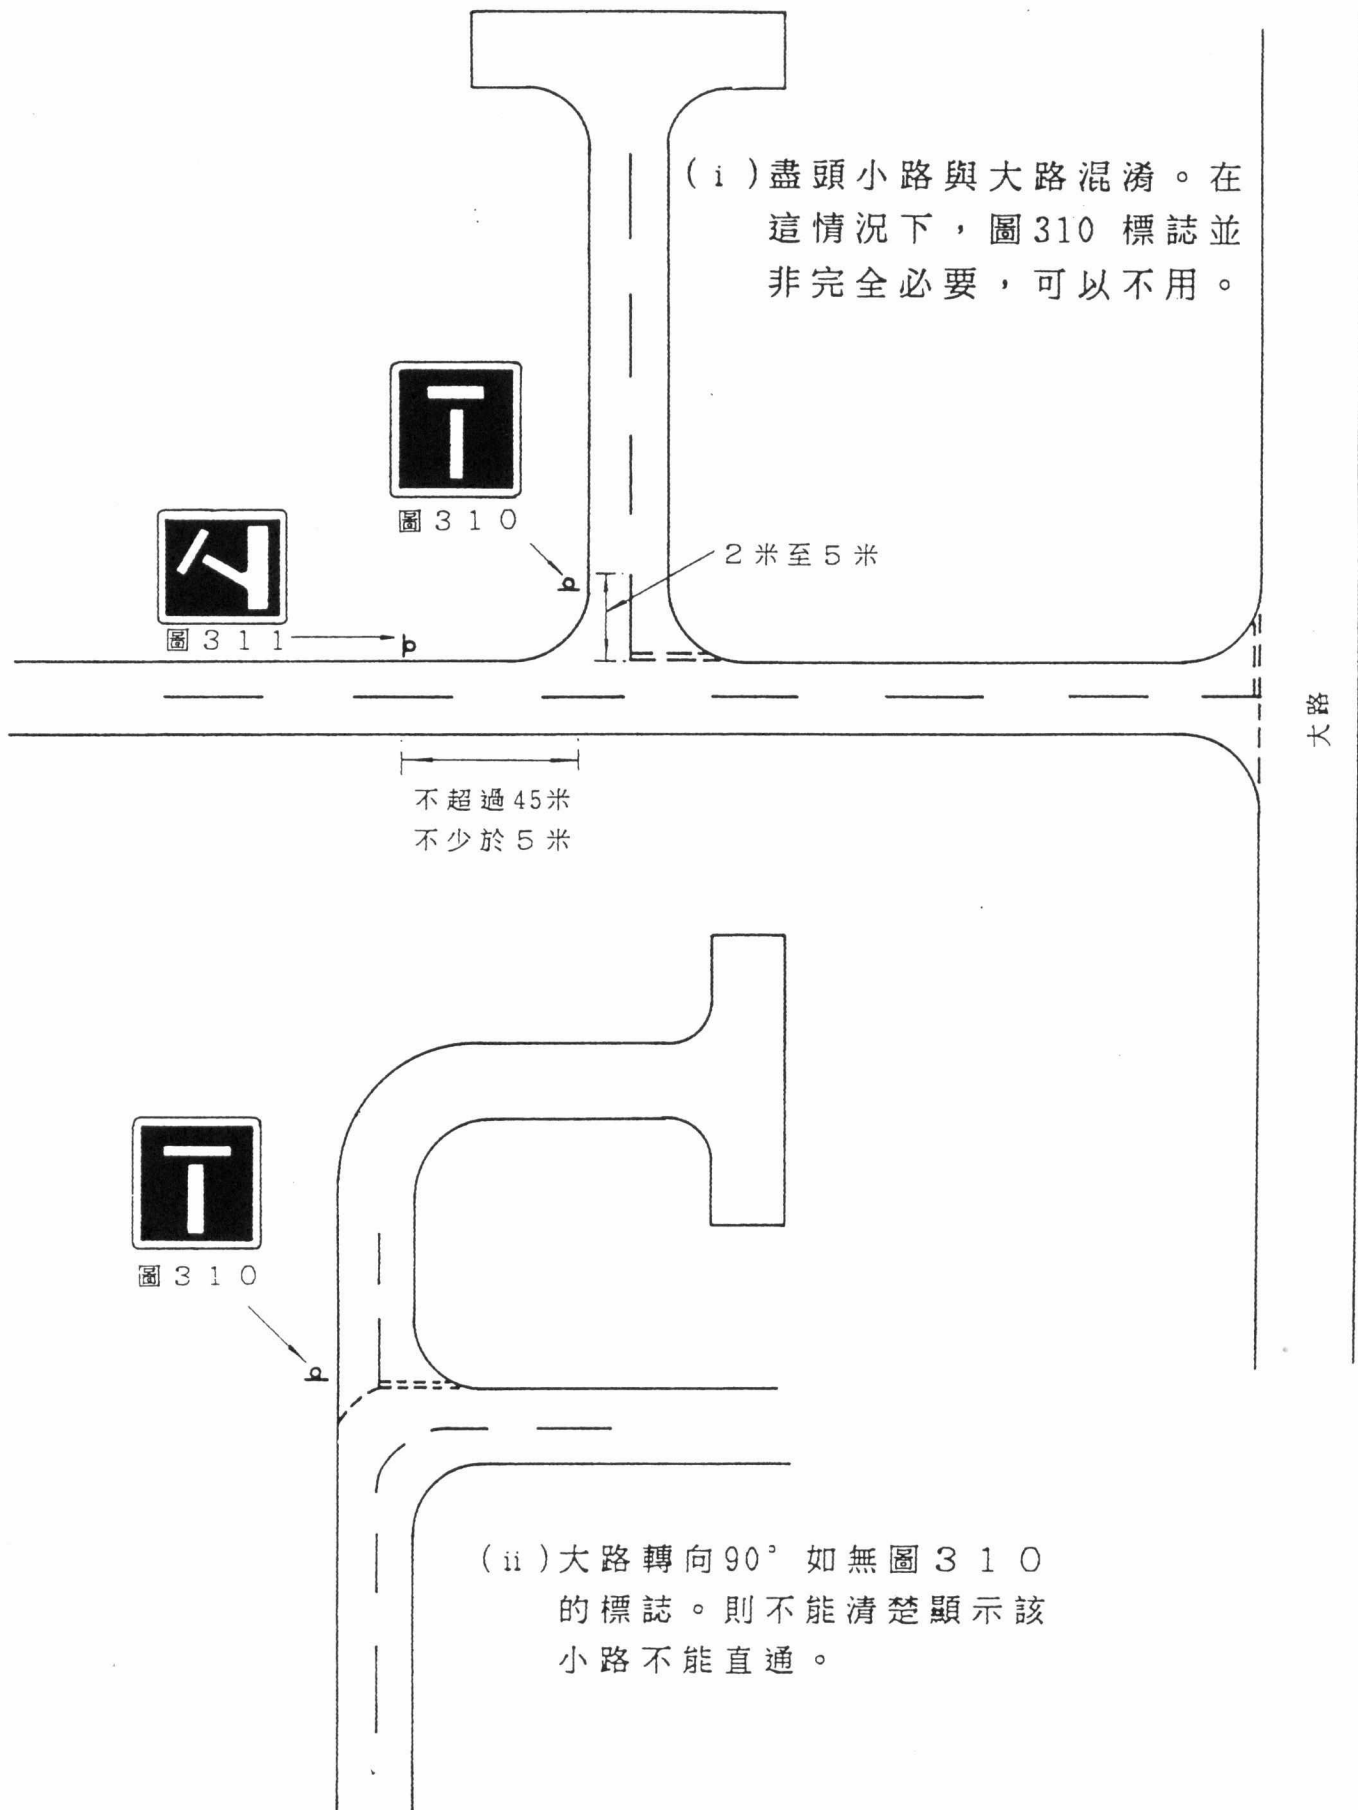 (i)盡頭小路與大路混淆。在
這情況下，圖310 標誌並
非完全必要，可以不用。
圖310
2米至5米
圖311
大路
不超過45米
不少於5米
圖310
(ii)大路轉向90° 如無圖310
的標誌。則不能清楚顯示該
小路不能直通。